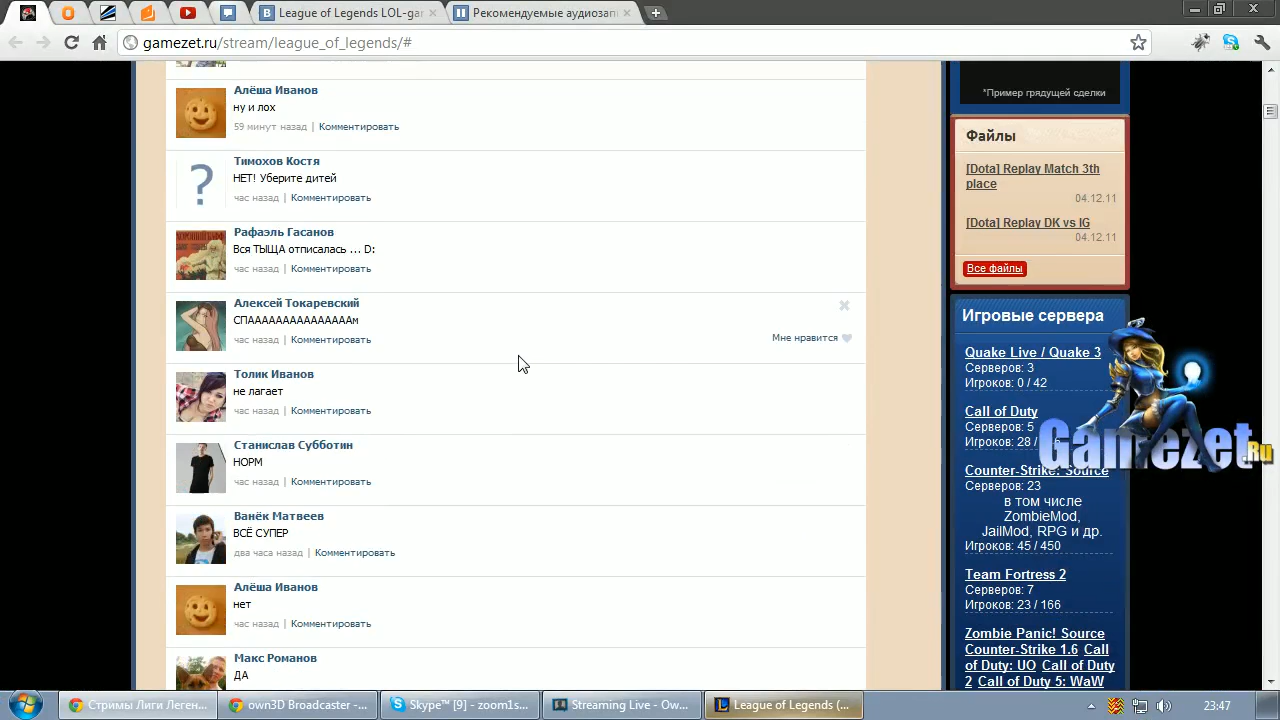 League of Legends LOL-gar
Рекомендуемые аудиозапи
gamezet.ru/stream/league_of_legends/#
Алёша Иванов
ну и лох
59 минут назад | Комментировать
Тимохов Костя
НЕТ! Уберите дитей
час назад | Комментировать
Рафаэль Гасанов
Вся ТЫЩА отписалась ... D:
час назад | Комментировать
Алексей Токаревский
СПАААААААААААААм
час назад | Комментировать
Мне нравится
Толик Иванов
не лагает
час назад | Комментировать
Станислав Субботин
НОРМ
час назад | Комментировать
Ванёк Матвеев
ВСЁ СУПЕР
два часа назад | Комментировать
Алёша Иванов
нет
час назад | Комментировать
Макс Романов
ДА
*Пример грядущей сделки
Файлы
[Dota] Replay Match 3th
place
04.12.11
[Dota] Replay DK vs IG
04.12.11
Все файлы
Игровые сервера
Quake Live / Quake 3
Серверов: 3
Игроков: 0 / 42
Call of Duty
Серверов: 5
Игроков: 28 /
Counter-Strike: Source
Серверов: 23
в том числе
ZombieMod,
JailMod, RPG и др.
Игроков: 45 / 450
Team Fortress 2
Серверов: 7
Игроков: 23 / 166
Zombie Panic! Source
Counter-Strike 1.6 Call
of Duty: UO Call of Duty
2 Call of Duty 5: WaW
Gamezet.Ru
Стримы Лиги Леген...
own3D Broadcaster -...
Skype™ [9] - zoom1s...
Streaming Live - Ow...
League of Legends (...
23:47